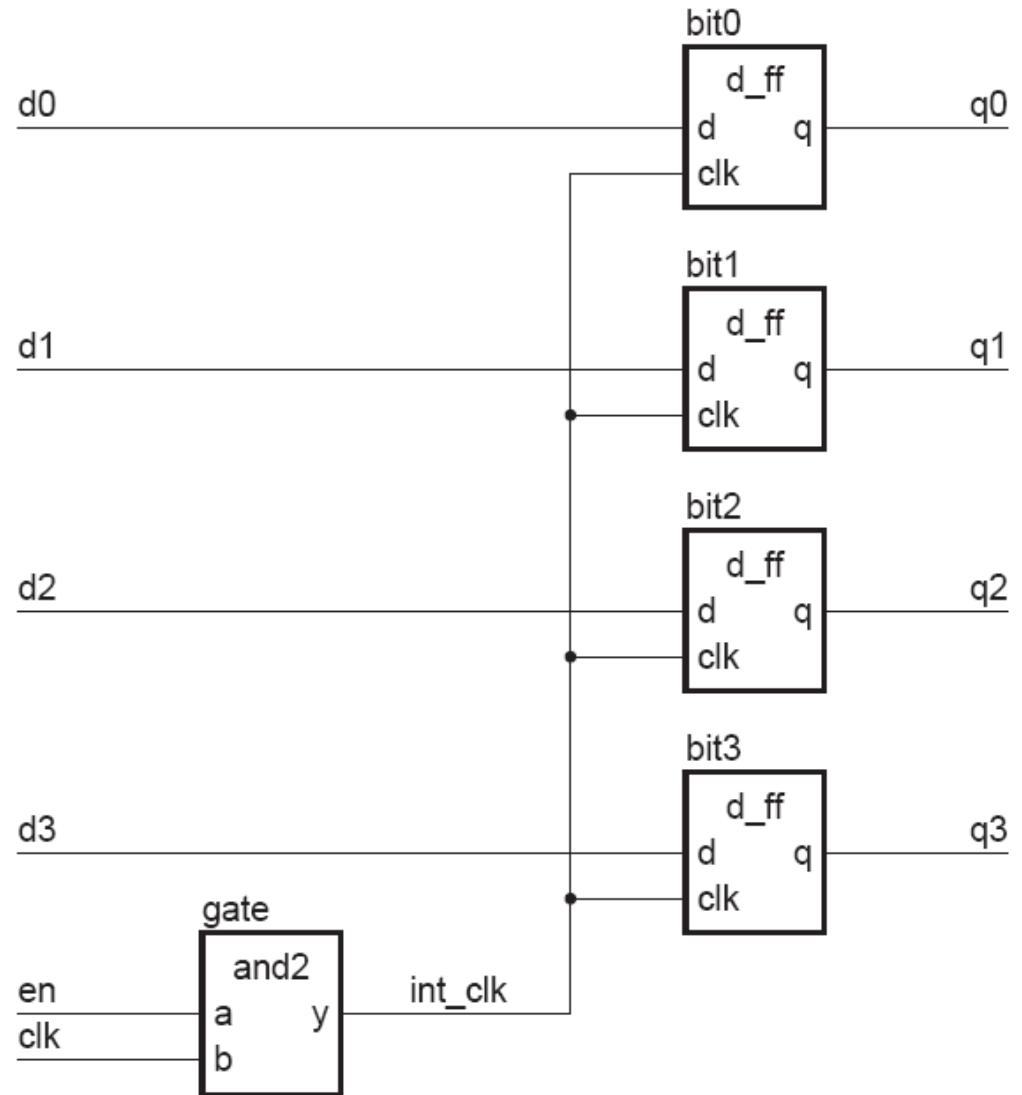 bit0
d_ff
d0
d q
q0
clk
bit1
d_ff
d1
d q
q1
clk
bit2
d_ff
d2
d q
q2
clk
bit3
d_ff
d3
d q
q3
clk
gate
and2
en
a y
int_clk
clk
b